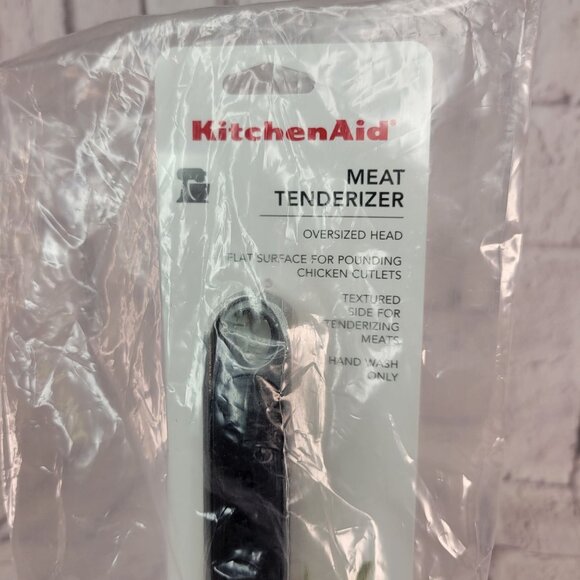 KitchenAid®
MEAT
TENDERIZER
OVERSIZED HEAD
FLAT SURFACE FOR POUNDING
CHICKEN CUTLETS
TEXTURED
SIDE FOR
TENDERIZING
MEATS
HAND WASH
ONLY